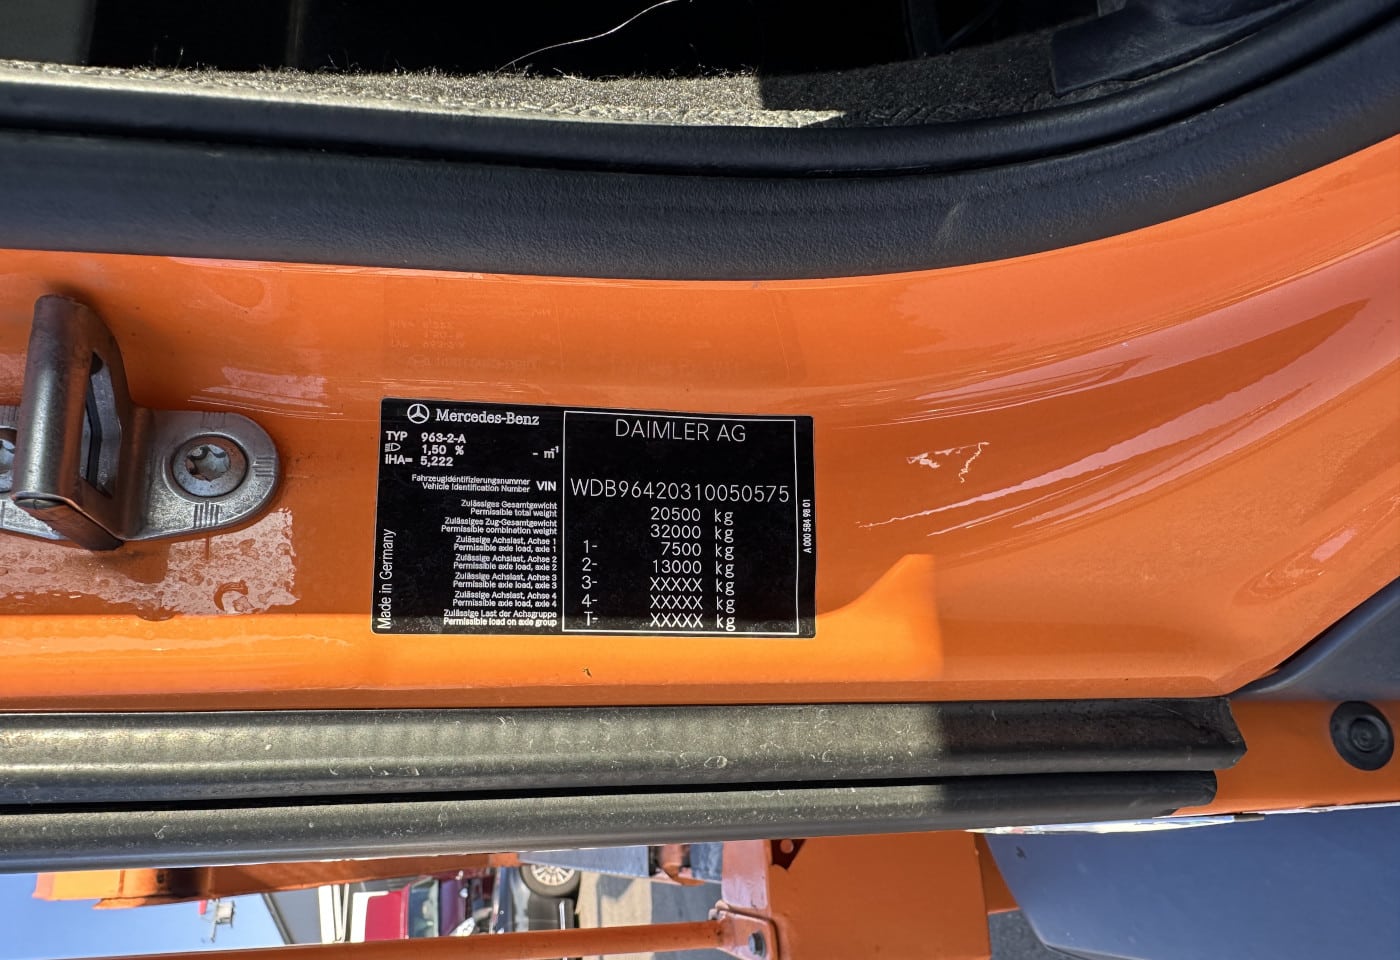 Mercedes-Benz
TYP 963-2-A
1,50 % - m⁻¹
IHA= 5,222
DAIMLER AG
Fahrzeugidentifizierungsnummer
Vehicle Identification Number VIN WDB96420310050575
Zulässiges Gesamtgewicht
Permissible total weight 20500 kg
Zulässiges Zug-Gesamtgewicht
Permissible combination weight 32000 kg
Zulässige Achslast, Achse 1
Permissible axle load, axle 1 1- 7500 kg
Zulässige Achslast, Achse 2
Permissible axle load, axle 2 2- 13000 kg
Zulässige Achslast, Achse 3
Permissible axle load, axle 3 3- XXXXX kg
Zulässige Achslast, Achse 4
Permissible axle load, axle 4 4- XXXXX kg
Zulässige Last der Achsgruppe
Permissible load on axle group T- XXXXX kg
Made in Germany
A 000 584 98 01